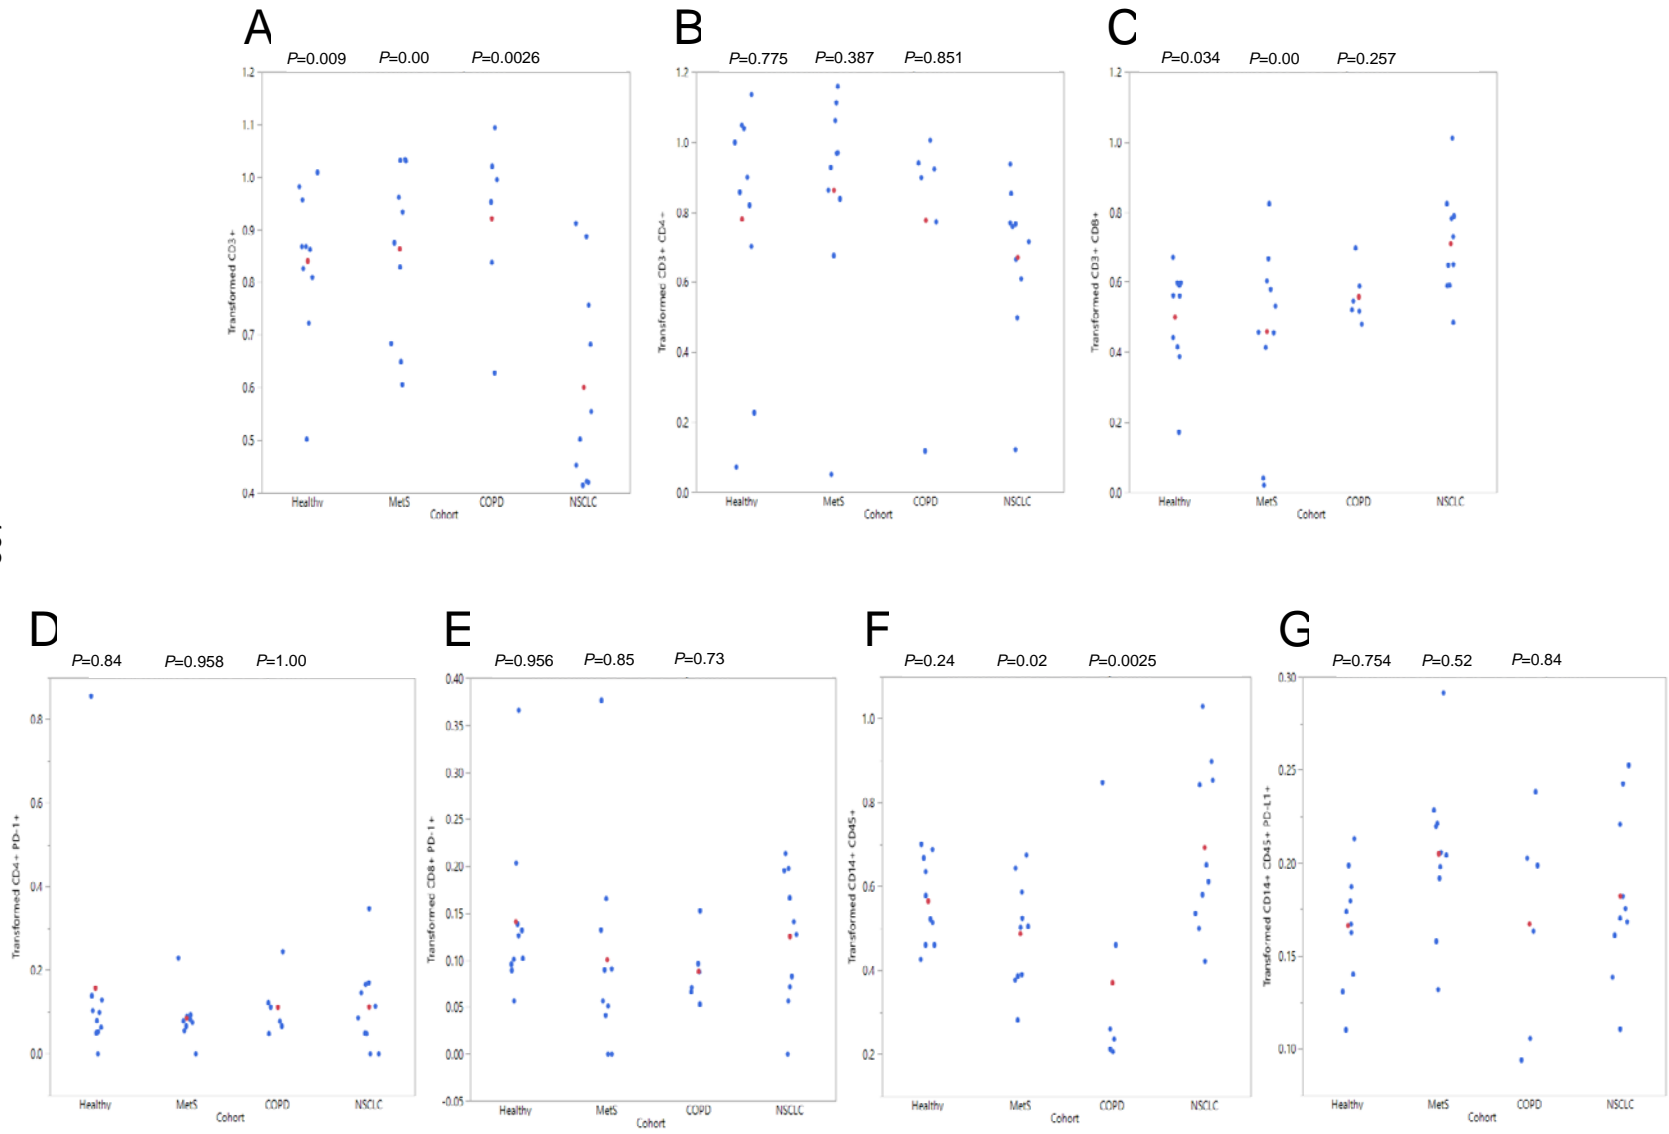 A
B
C
P=0.009 P=0.00 P=0.0026
P=0.775 P=0.387 P=0.851
P=0.034 P=0.00 P=0.257
Transformed CD3+
1.2
1.1
1.0
0.9
0.8
0.7
0.6
0.5
0.4
Healthy MetS COPD NSCLC
Cohort
Transformed CD3+ CD4+
1.2
1.0
0.8
0.6
0.4
0.2
0.0
Healthy MetS COPD NSCLC
Cohort
Transformed CD3+ CD8+
1.2
1.0
0.8
0.6
0.4
0.2
0.0
Healthy MetS COPD NSCLC
Cohort
D
E
F
G
P=0.84 P=0.958 P=1.00
P=0.956 P=0.85 P=0.73
P=0.24 P=0.02 P=0.0025
P=0.754 P=0.52 P=0.84
Transformed CD4+ PD-1+
0.8
0.6
0.4
0.2
0.0
Healthy MetS COPD NSCLC
Cohort
Transformed CD8+ PD-1+
0.40
0.35
0.30
0.25
0.20
0.15
0.10
0.05
0.00
-0.05
Healthy MetS COPD NSCLC
Cohort
Transformed CD14+ CD45+
1.0
0.8
0.6
0.4
0.2
Healthy MetS COPD NSCLC
Cohort
Transformed CD14+ CD45+ PD-L1+
0.30
0.25
0.20
0.15
0.10
Healthy MetS COPD NSCLC
Cohort